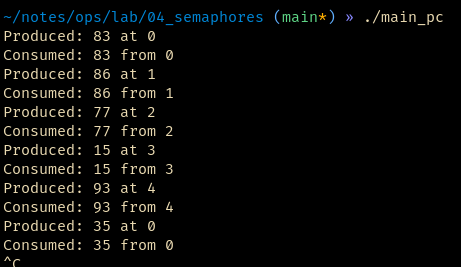 ~/notes/ops/lab/04_semaphores (main*) » ./main_pc
Produced: 83 at 0
Consumed: 83 from 0
Produced: 86 at 1
Consumed: 86 from 1
Produced: 77 at 2
Consumed: 77 from 2
Produced: 15 at 3
Consumed: 15 from 3
Produced: 93 at 4
Consumed: 93 from 4
Produced: 35 at 0
Consumed: 35 from 0
^C